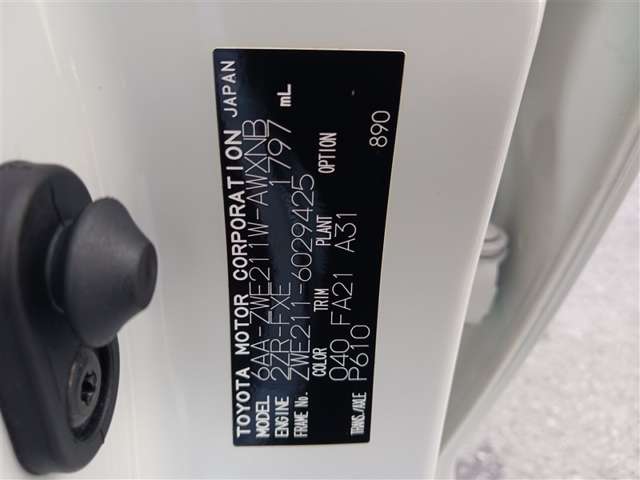 TOYOTA MOTOR CORPORATION JAPAN
MODEL 6AA-ZWE211W-AWXNB
ENGINE 2ZR-FXE 1797 mL
FRAME No. ZWE211-6029425
COLOR TRIM PLANT OPTION
040 FA21 A31 890
TRANS./AXLE P610